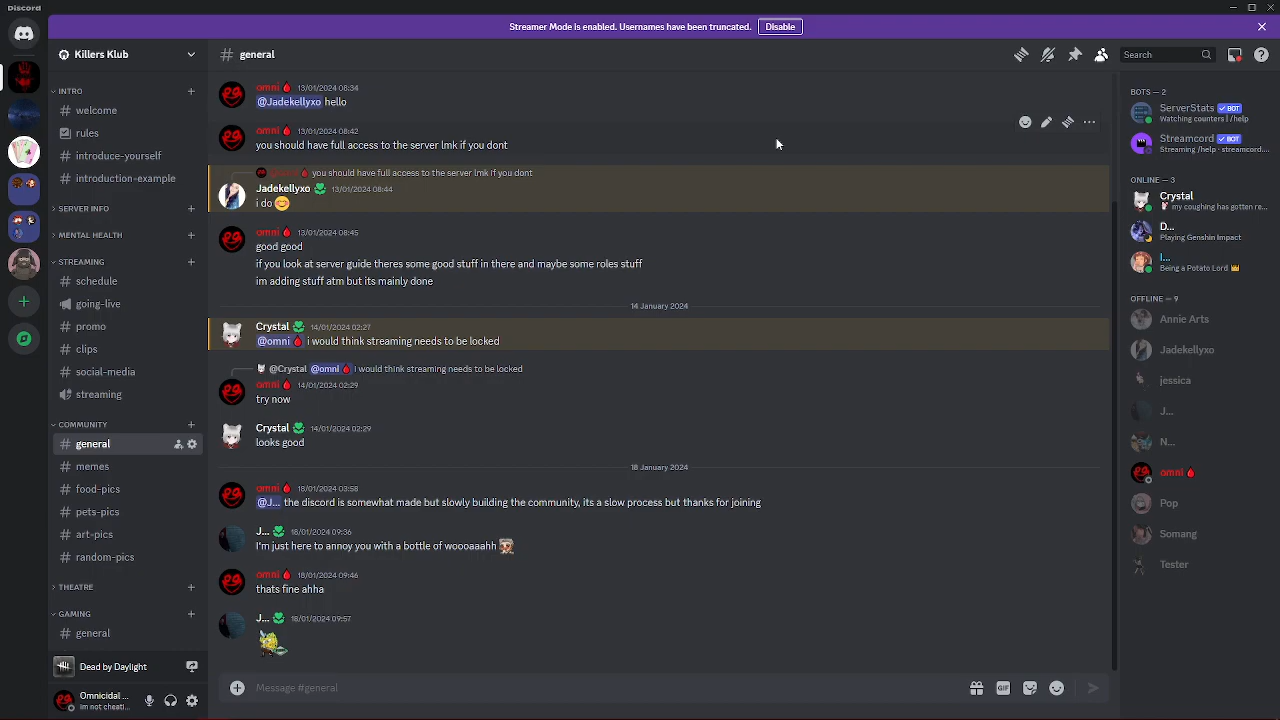 Discord
Streamer Mode is enabled. Usernames have been truncated. Disable
Killers Klub
# general
Search
INTRO
# welcome
rules
# introduce-yourself
# introduction-example
SERVER INFO
MENTAL HEALTH
STREAMING
# schedule
going-live
# promo
# clips
# social-media
streaming
COMMUNITY
# general
# memes
# food-pics
# pets-pics
# art-pics
# random-pics
THEATRE
GAMING
# general
Dead by Daylight
Omnicidal ...
Im not cheati...
omni 13/01/2024 08:34
@Jadekellyxo hello
omni 13/01/2024 08:42
you should have full access to the server lmk if you dont
you should have full access to the server lmk if you dont
Jadekellyxo 13/01/2024 08:44
i do
omni 13/01/2024 08:45
good good
if you look at server guide theres some good stuff in there and maybe some roles stuff
im adding stuff atm but its mainly done
14 January 2024
Crystal 14/01/2024 02:27
@omni i would think streaming needs to be locked
@Crystal @omni i would think streaming needs to be locked
omni 14/01/2024 02:29
try now
Crystal 14/01/2024 02:29
looks good
18 January 2024
omni 18/01/2024 03:58
@J... the discord is somewhat made but slowly building the community, its a slow process but thanks for joining
J... 18/01/2024 09:36
I'm just here to annoy you with a bottle of woooaaahh
omni 18/01/2024 09:46
thats fine ahha
J... 18/01/2024 09:57
Message #general
GIF
BOTS — 2
ServerStats BOT
Watching counters | /help
Streamcord BOT
Streaming /help · streamcord....
ONLINE — 3
Crystal
my coughing has gotten re...
D...
Playing Genshin Impact
I...
Being a Potato Lord
OFFLINE — 9
Annie Arts
Jadekellyxo
jessica
J...
N...
omni
Pop
Somang
Tester